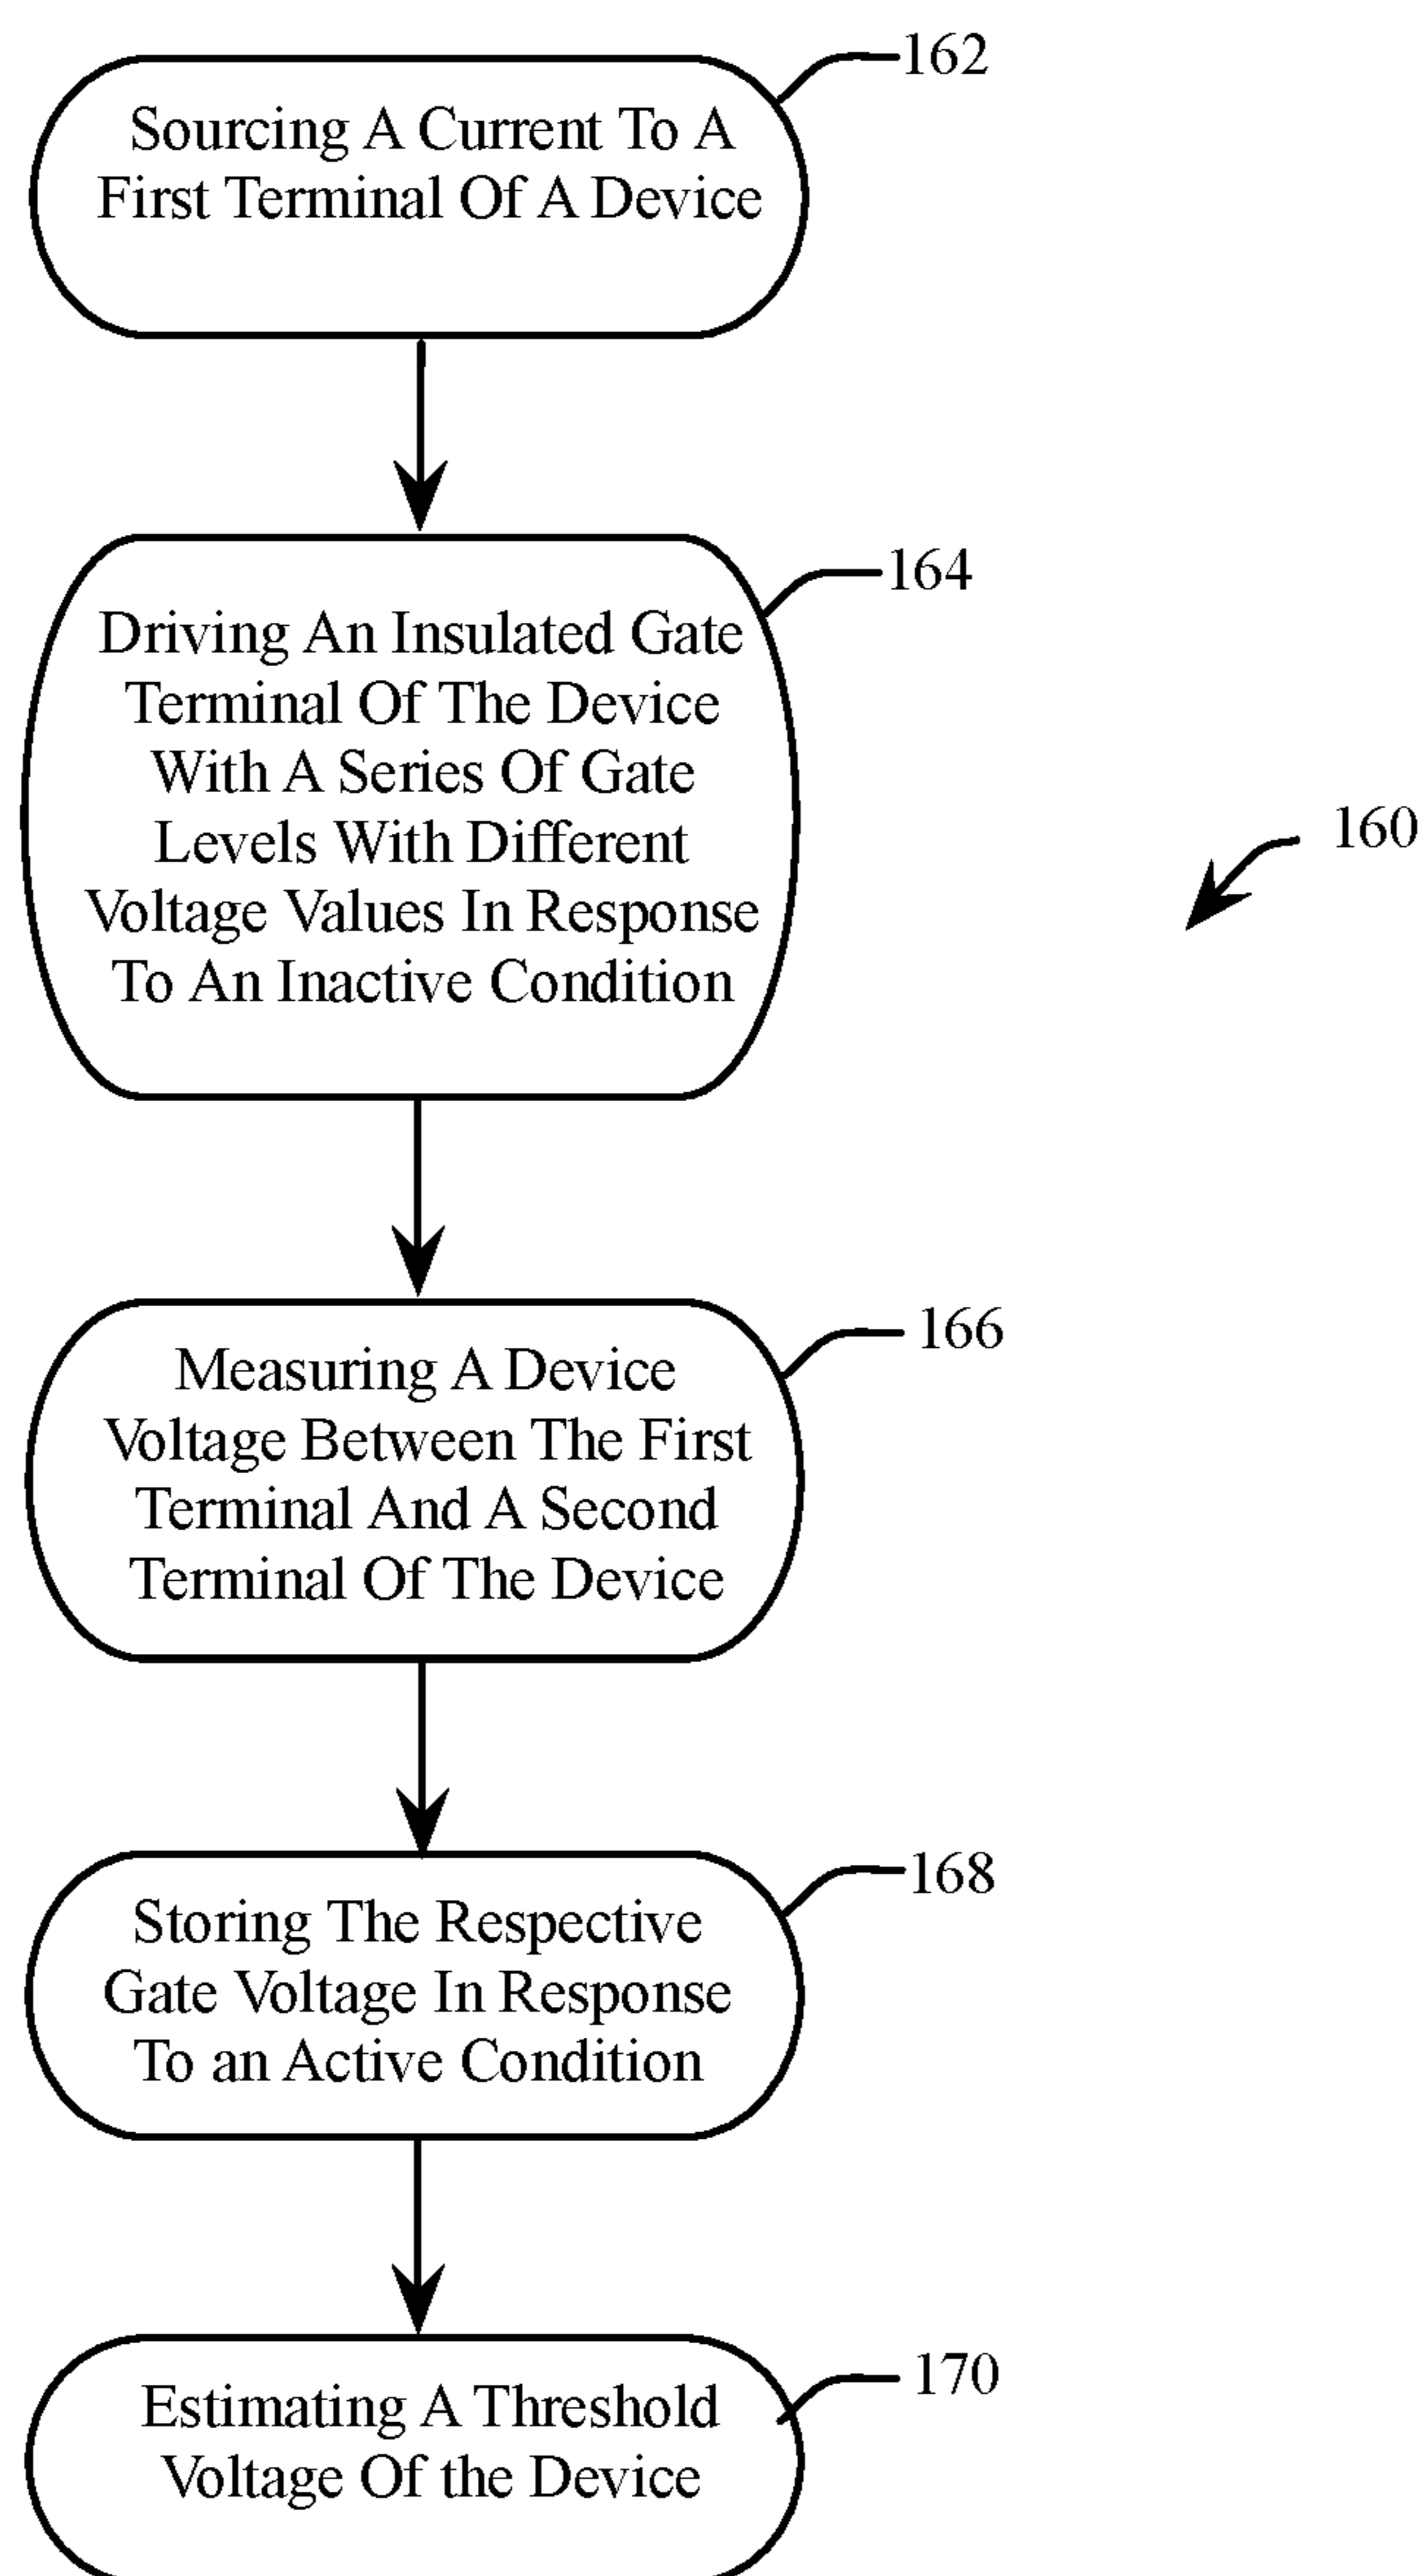 162
Sourcing A Current To A
First Terminal Of A Device
164
Driving An Insulated Gate
Terminal Of The Device
With A Series Of Gate
Levels With Different
Voltage Values In Response
To An Inactive Condition
160
166
Measuring A Device
Voltage Between The First
Terminal And A Second
Terminal Of The Device
168
Storing The Respective
Gate Voltage In Response
To an Active Condition
170
Estimating A Threshold
Voltage Of the Device